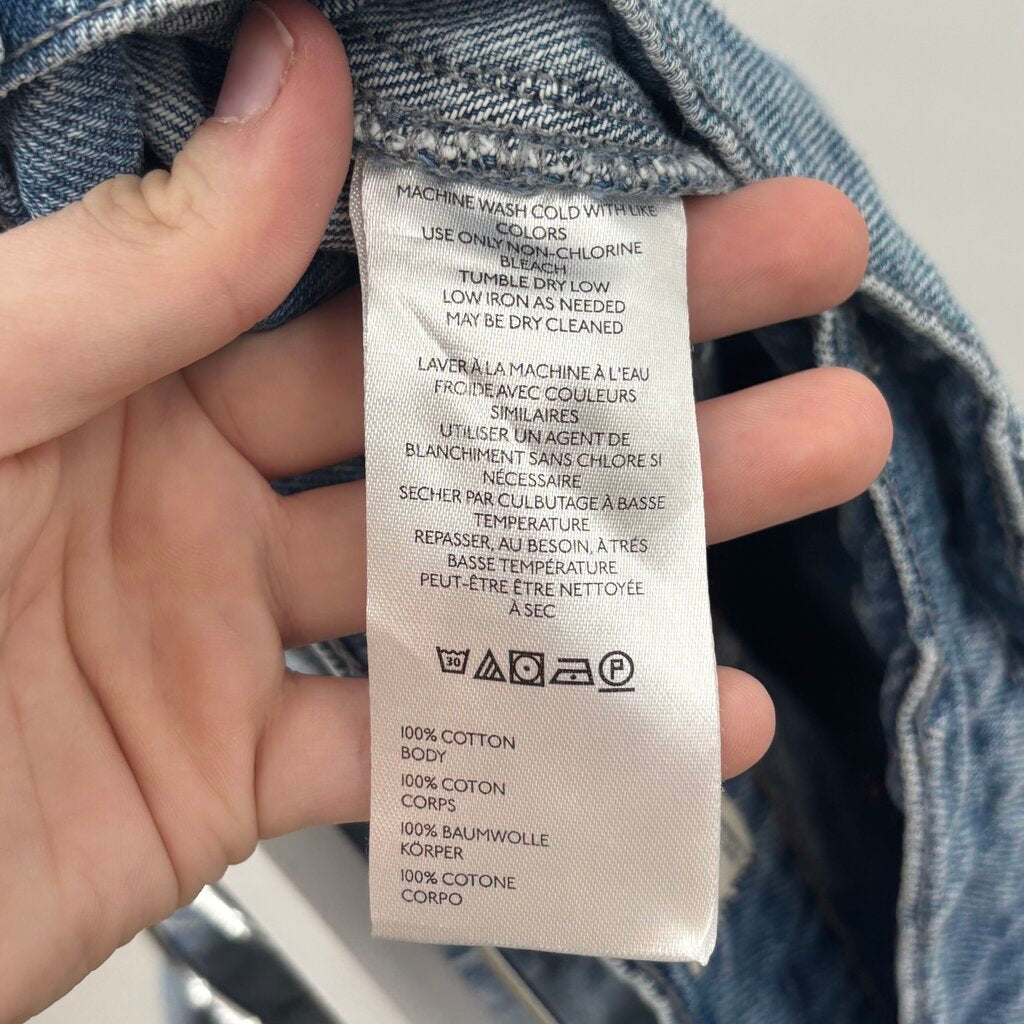 MACHINE WASH COLD WITH LIKE
COLORS
USE ONLY NON-CHLORINE
BLEACH
TUMBLE DRY LOW
LOW IRON AS NEEDED
MAY BE DRY CLEANED
LAVER À LA MACHINE À L'EAU
FROIDE AVEC COULEURS
SIMILAIRES
UTILISER UN AGENT DE
BLANCHIMENT SANS CHLORE SI
NÉCESSAIRE
SECHER PAR CULBUTAGE À BASSE
TEMPERATURE
REPASSER, AU BESOIN, À TRÉS
BASSE TEMPÉRATURE
PEUT-ÊTRE ÊTRE NETTOYÉE
À SEC
30 P
100% COTTON
BODY
100% COTON
CORPS
100% BAUMWOLLE
KÖRPER
100% COTONE
CORPO